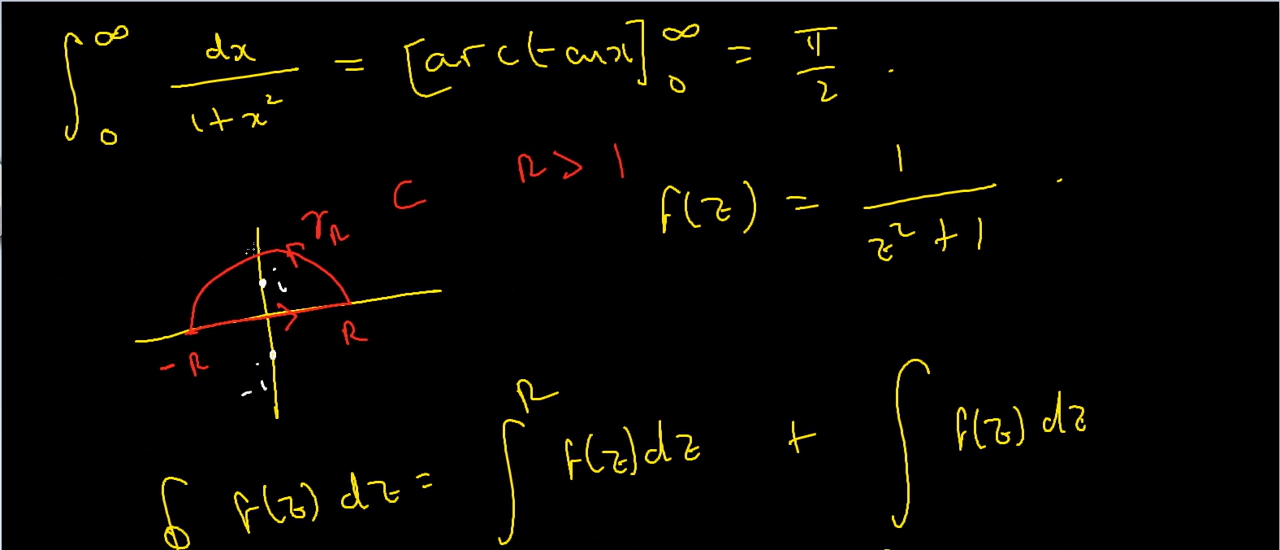 ∫₀^∞ dx/(1+x²) = [arctan x]₀^∞ = π/2 .
R > 1
C
f(z) = 1/(z²+1) .
γ_R
i
-R
R
-i
∮ f(z) dz = ∫^R f(z) dz + ∫ f(z) dz